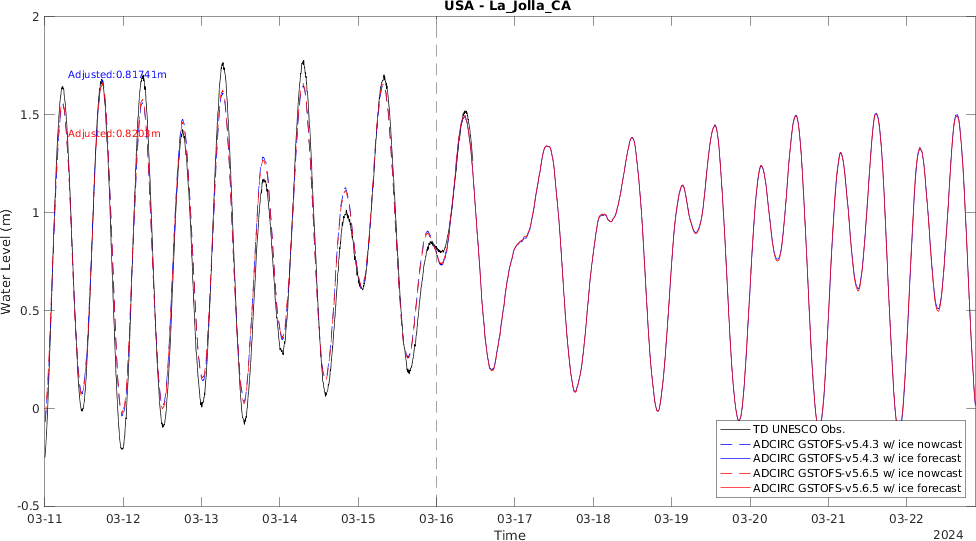 USA - La_Jolla_CA
2
Adjusted:0.81741m
1.5
Adjusted:0.8203m
1
Water Level (m)
0.5
0
-0.5
TD UNESCO Obs.
ADCIRC GSTOFS-v5.4.3 w/ ice nowcast
ADCIRC GSTOFS-v5.4.3 w/ ice forecast
ADCIRC GSTOFS-v5.6.5 w/ ice nowcast
ADCIRC GSTOFS-v5.6.5 w/ ice forecast
03-11 03-12 03-13 03-14 03-15 03-16 03-17 03-18 03-19 03-20 03-21 03-22
Time
2024